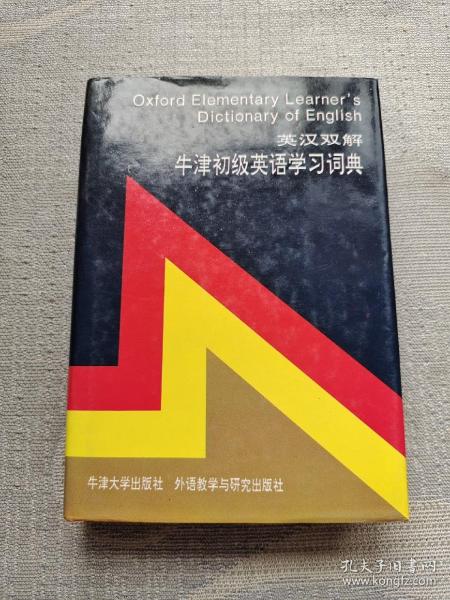 Oxford Elementary Learner's
Dictionary of English
英汉双解
牛津初级英语学习词典
牛津大学出版社 外语教学与研究出版社
孔夫子旧书网
www.kongfz.com